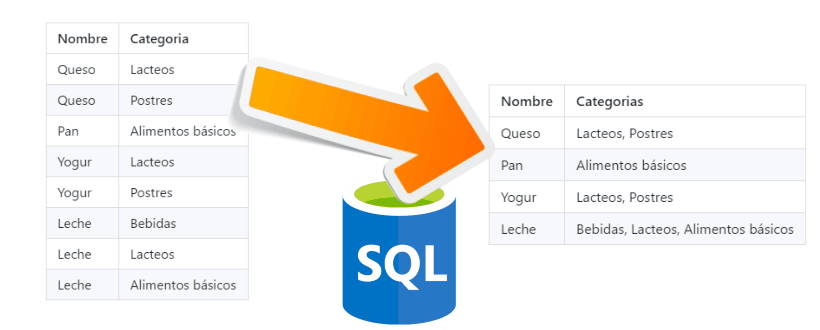 Nombre Categoria
Queso Lacteos
Queso Postres
Pan Alimentos básicos
Yogur Lacteos
Yogur Postres
Leche Bebidas
Leche Lacteos
Leche Alimentos básicos
SQL
Nombre Categorias
Queso Lacteos, Postres
Pan Alimentos básicos
Yogur Lacteos, Postres
Leche Bebidas, Lacteos, Alimentos básicos